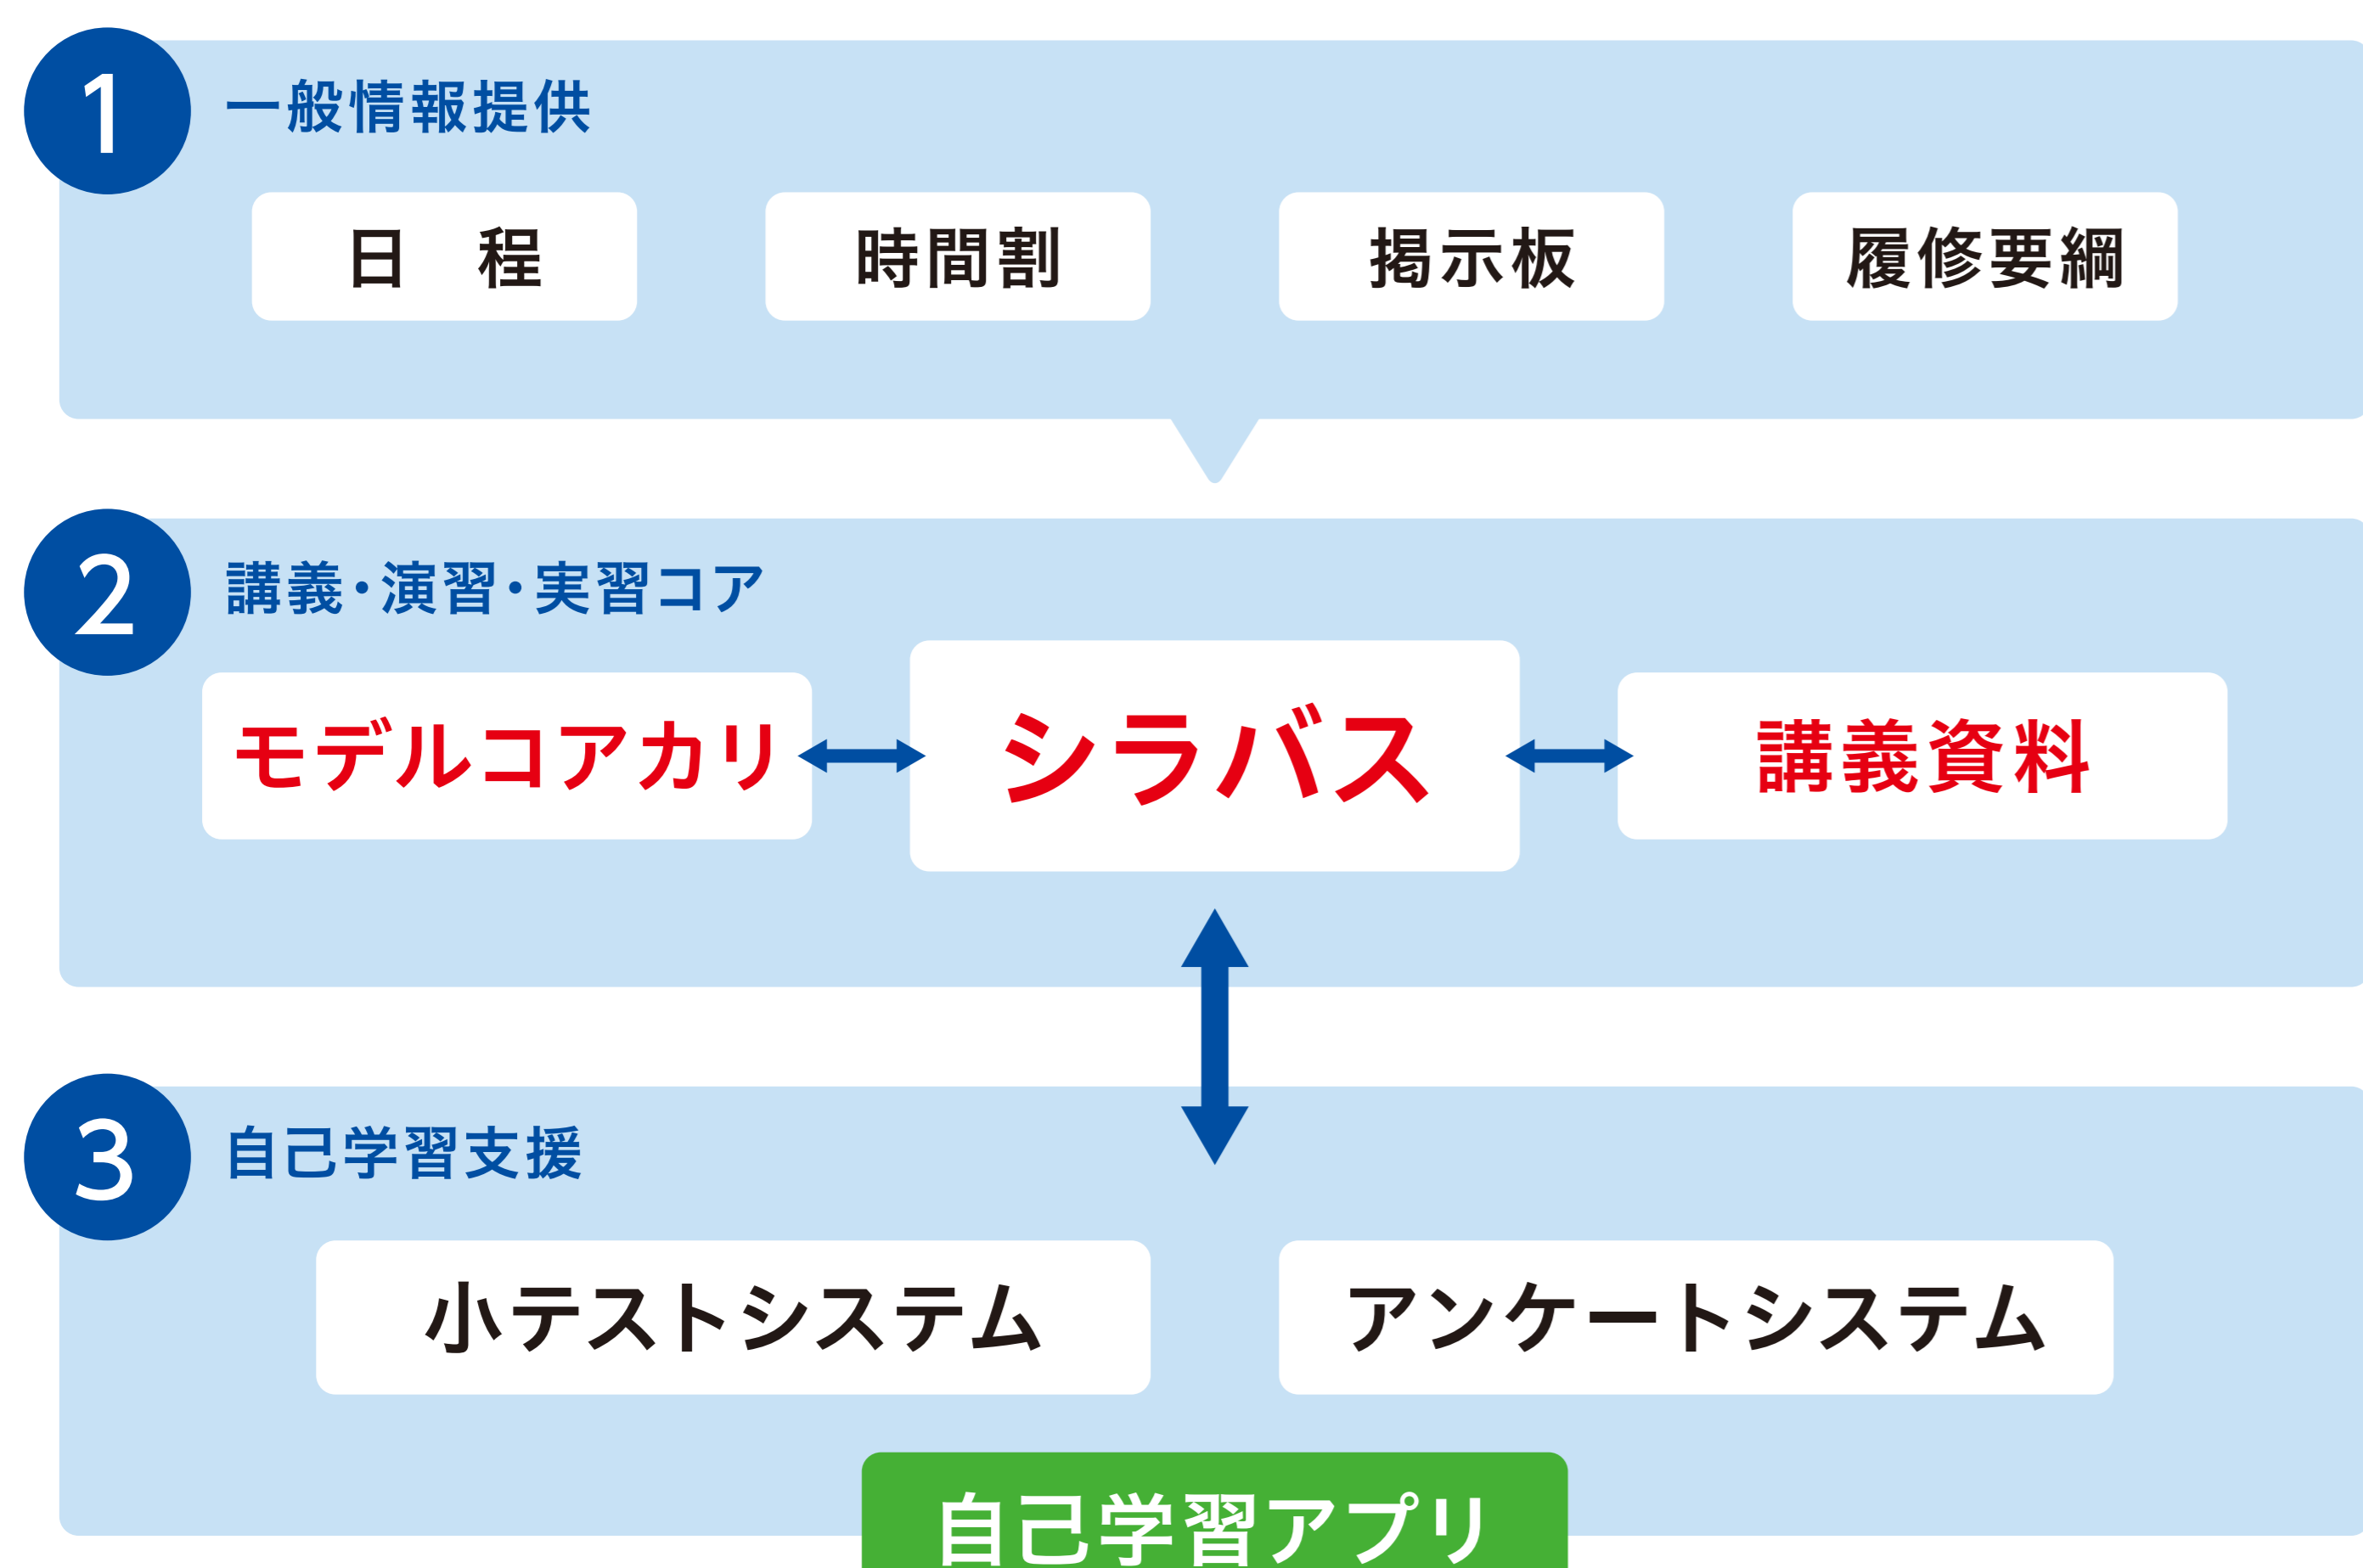 1
一般情報提供
日　程
時間割
掲示板
履修要綱
2
講義・演習・実習コア
モデルコアカリ
シラバス
講義資料
3
自己学習支援
小テストシステム
アンケートシステム
自己学習アプリ